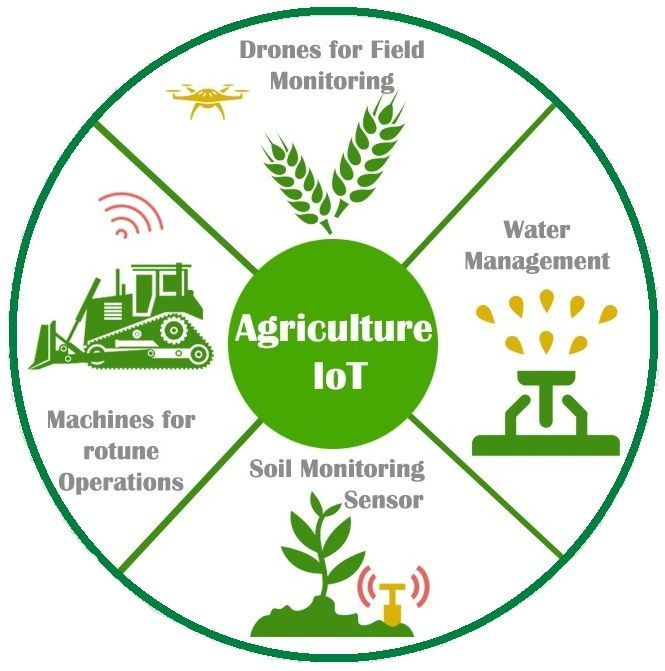 Drones for Field
Monitoring
Water
Management
Agriculture
IoT
Machines for
rotune
Operations
Soil Monitoring
Sensor